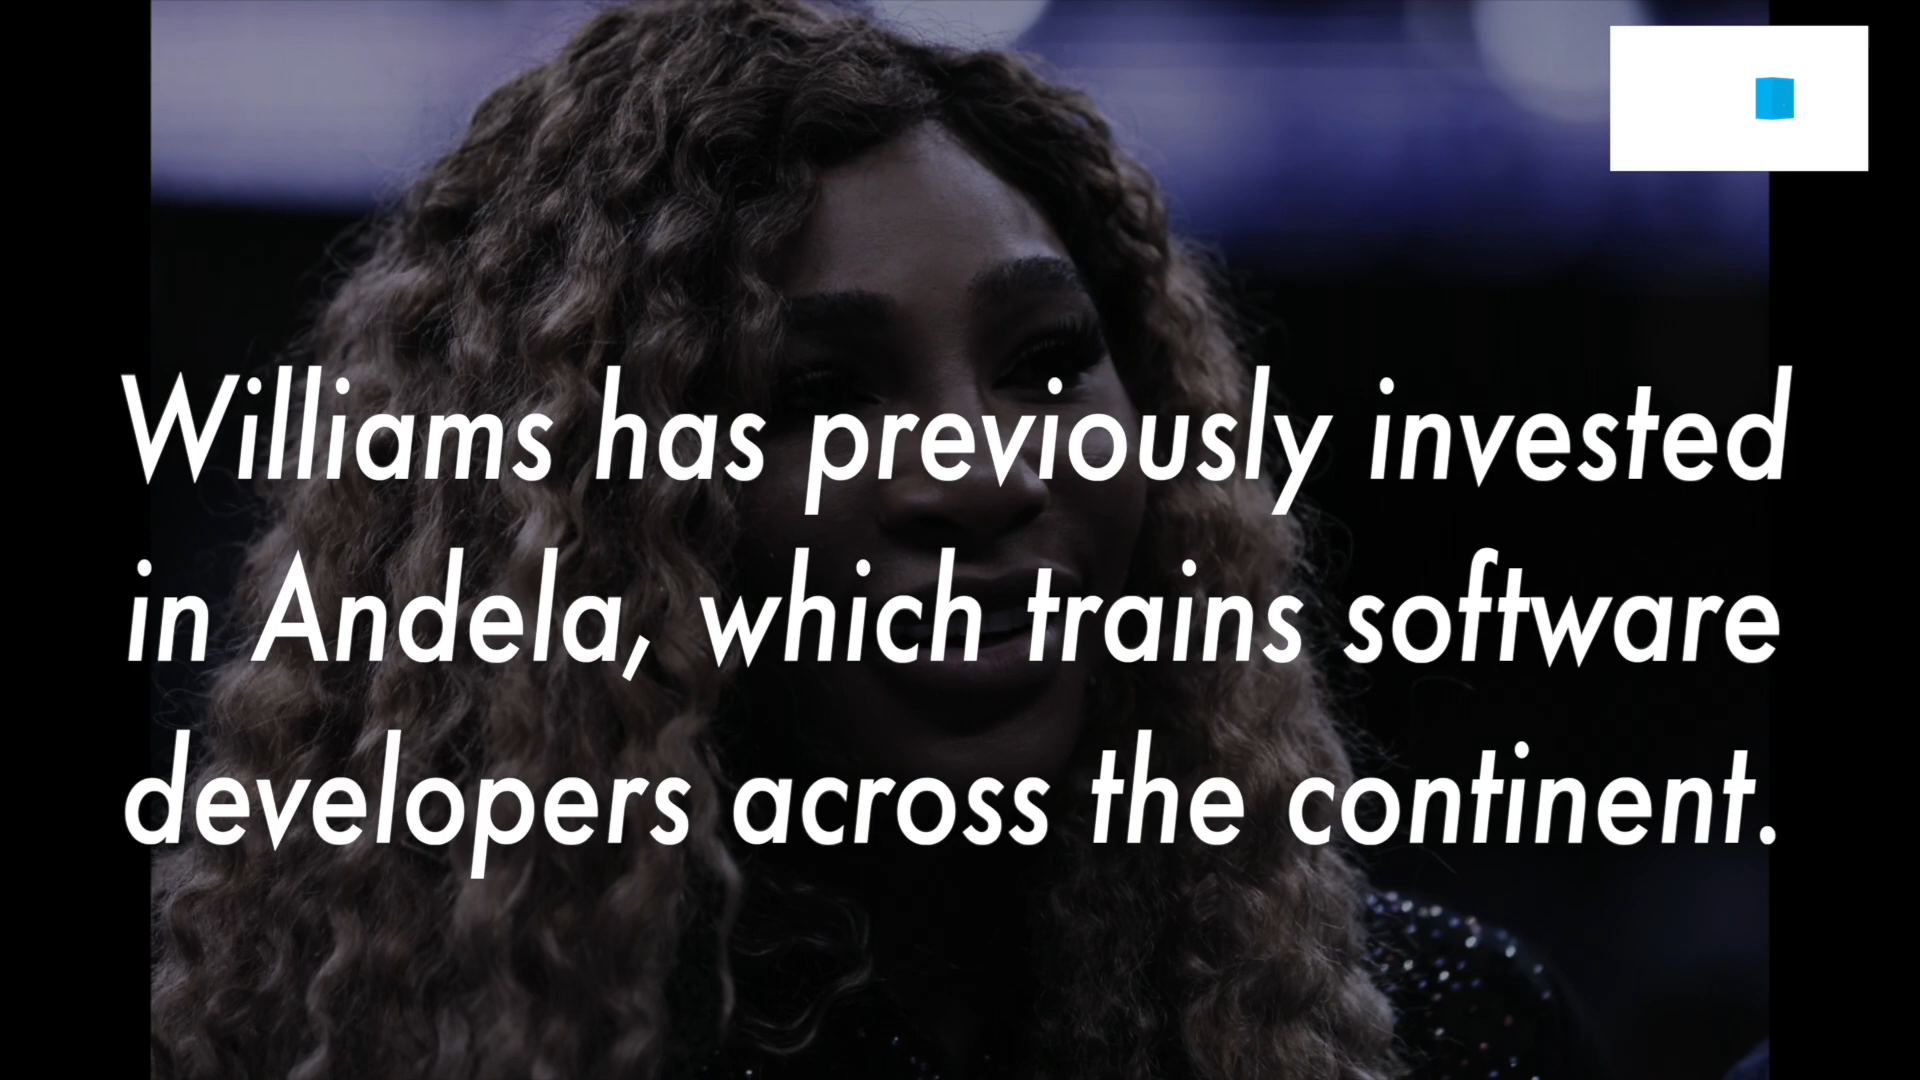 Williams has previously invested
in Andela, which trains software
developers across the continent.